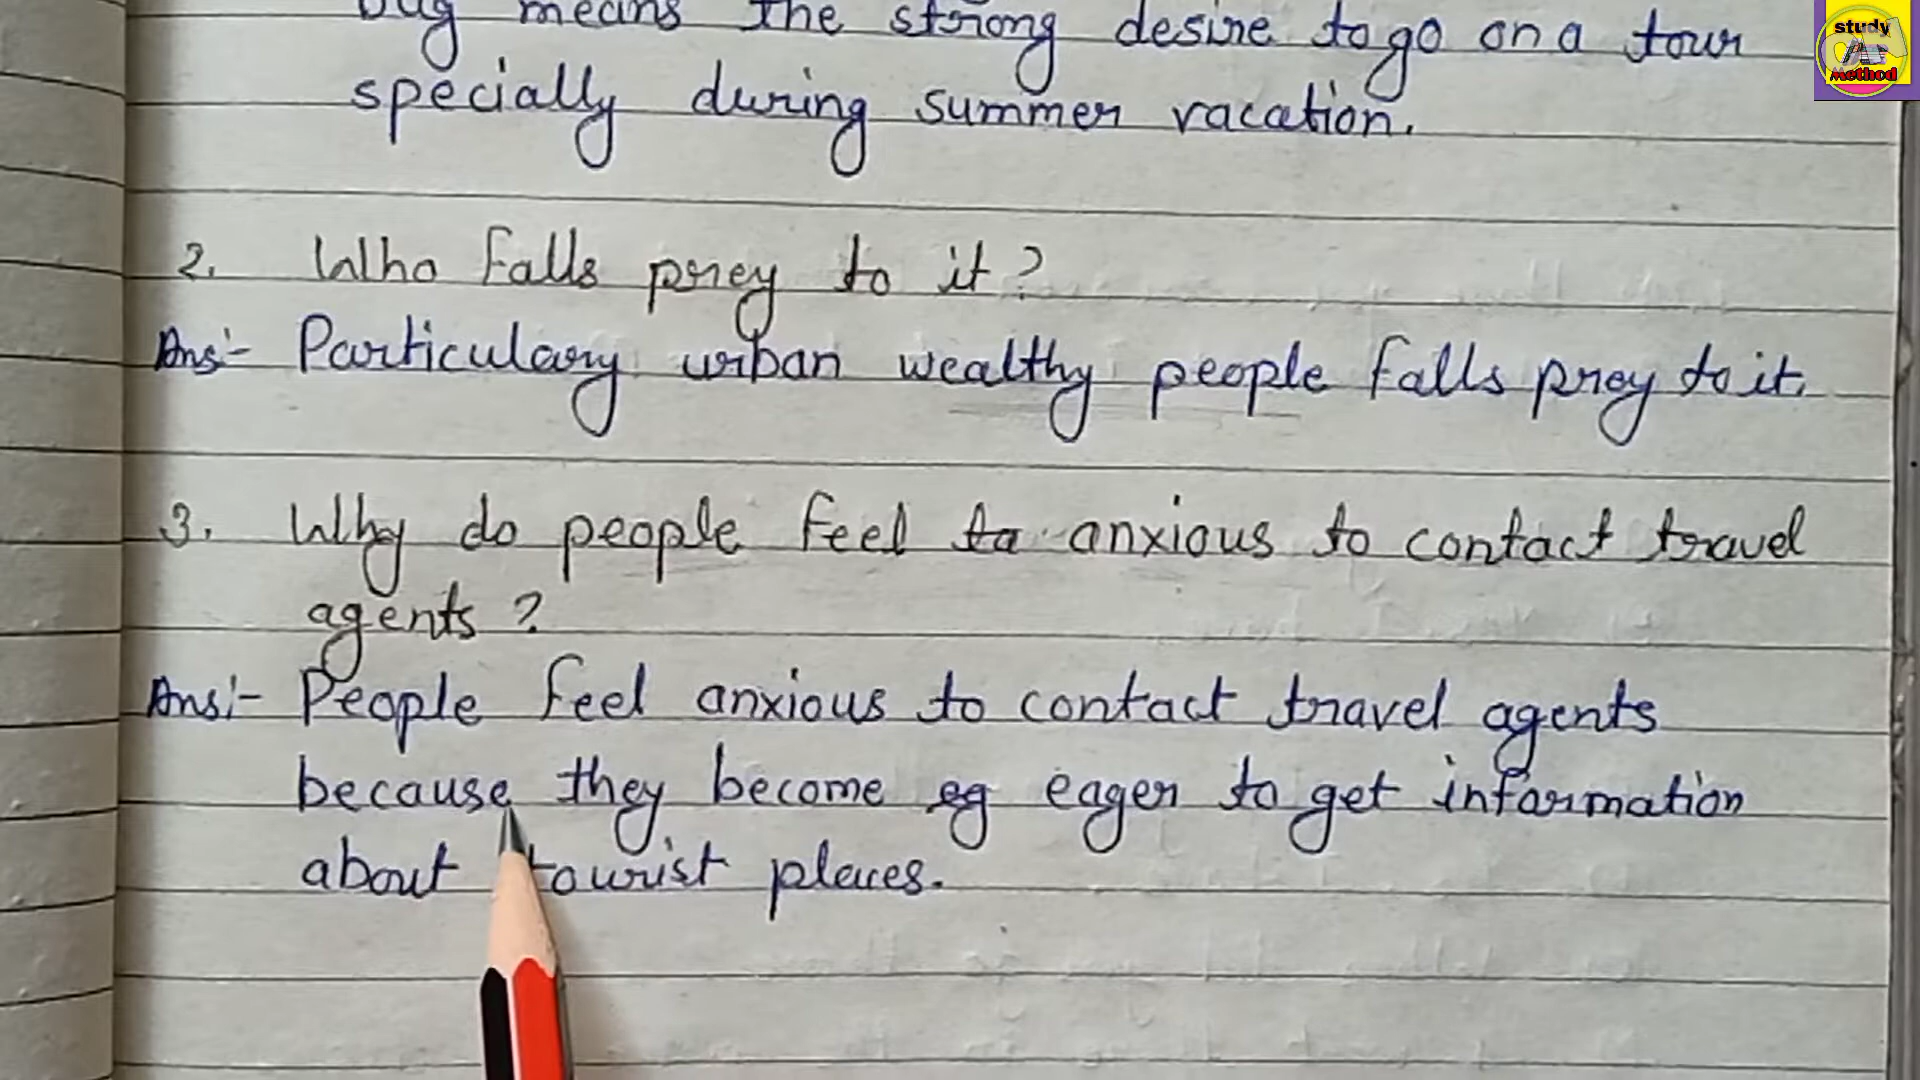 bug means the strong desire to go on a tour
specially during summer vacation.
2. Who falls prey to it?
Ans:- Particulary urban wealthy people falls prey to it.
3. Why do people feel to anxious to contact travel
agents?
Ans:- People feel anxious to contact travel agents
because they become eg eager to get information
about tourist places.
study
Method